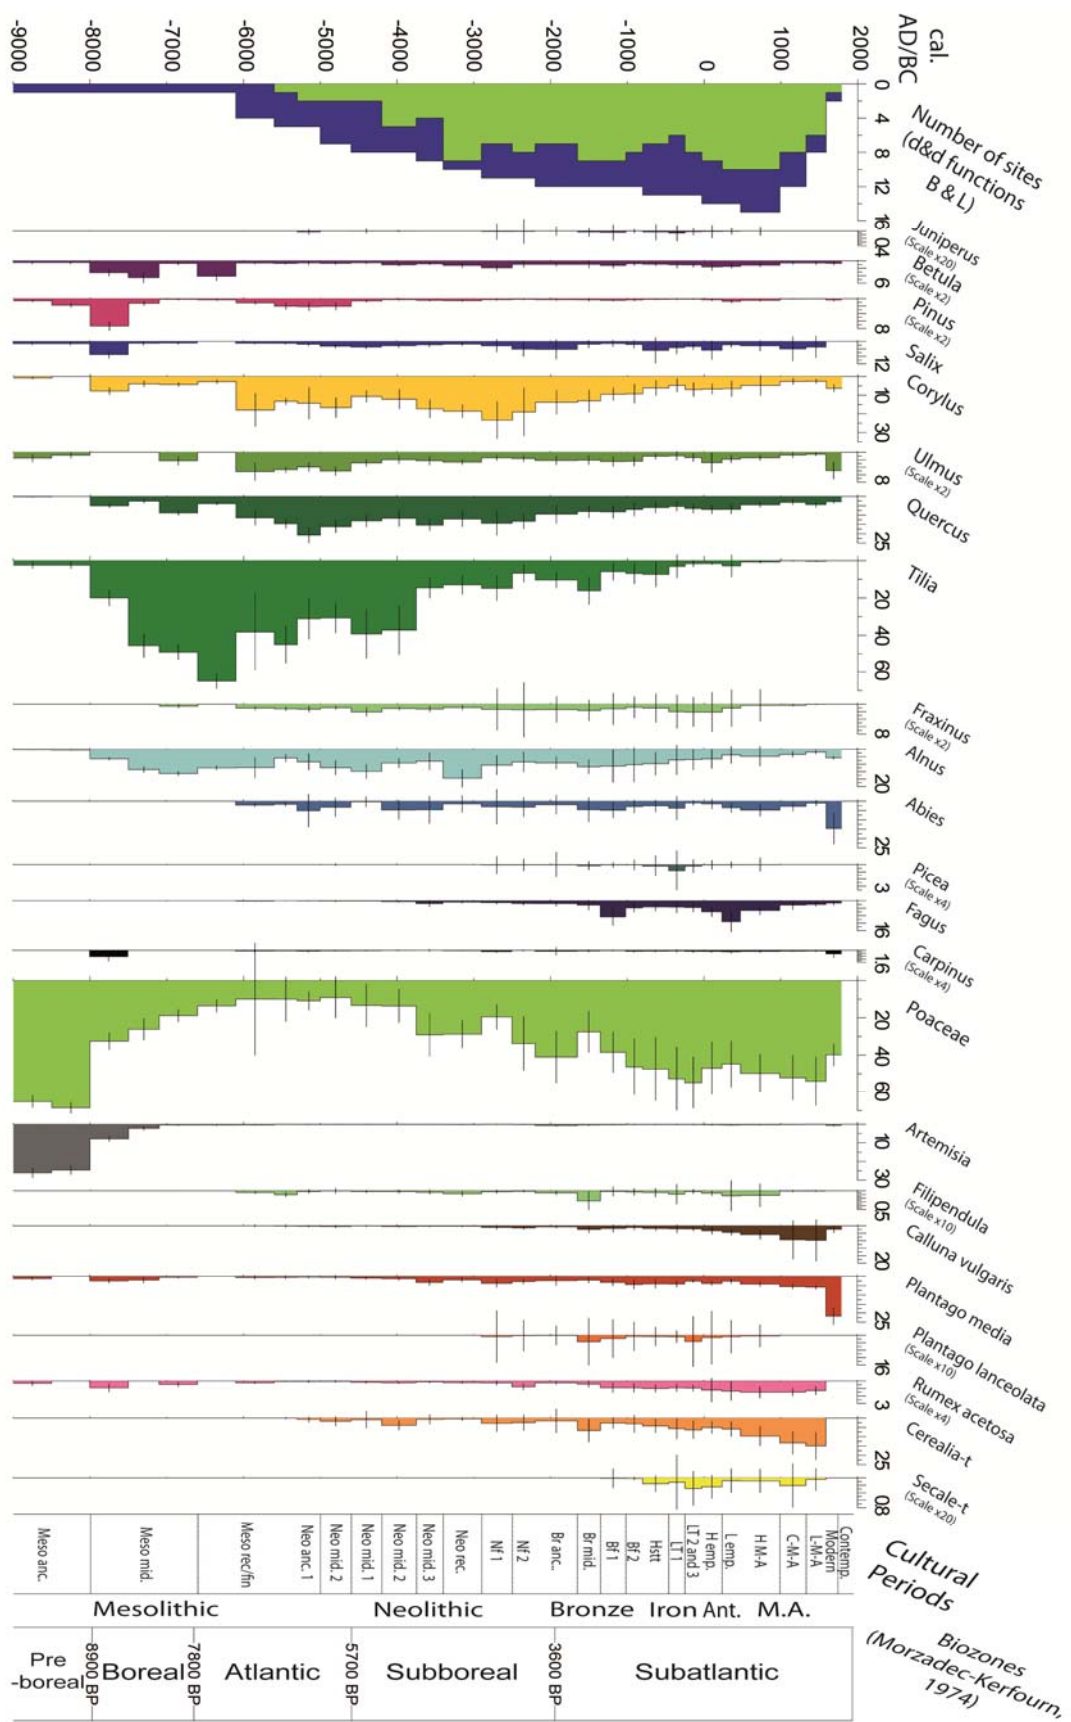 cal.
AD/BC
2000
1000
0
-1000
-2000
-3000
-4000
-5000
-6000
-7000
-8000
-9000
Number of sites
(d&d functions
B & L)
0
4
8
12
16
Juniperus
(Scale x20)
04
Betula
(Scale x2)
6
Pinus
(Scale x2)
8
Salix
12
Corylus
10
30
Ulmus
(Scale x2)
8
Quercus
25
Tilia
20
40
60
Fraxinus
(Scale x2)
8
Alnus
20
Abies
25
Picea
(Scale x4)
3
Fagus
16
Carpinus
(Scale x4)
1.6
Poaceae
20
40
60
Artemisia
10
30
Filipendula
(Scale x10)
05
Calluna vulgaris
20
Plantago media
25
Plantago lanceolata
(Scale x10)
16
Rumex acetosa
(Scale x4)
3
Cerealia-t
25
Secale-t
(Scale x20)
08
Cultural
Periods
Contemp.
Modern
L-M-A
C-M-A
H M-A
L emp.
H emp.
LT 2 and 3
LT 1
Hstt
Bf 2
Bf 1
Br mid.
Br anc..
Nf 2
Nf 1
Neo rec.
Neo mid. 3
Neo mid. 2
Neo mid. 1
Neo mid. 2
Neo anc. 1
Meso rec/fin
Meso mid.
Meso anc.
Mesolithic
Neolithic
Bronze
Iron
Ant.
M.A.
Biozones
(Morzadec-Kerfourn,
1974)
Pre
-boreal
8900 BP
Boreal
7800 BP
Atlantic
5700 BP
Subboreal
3600 BP
Subatlantic